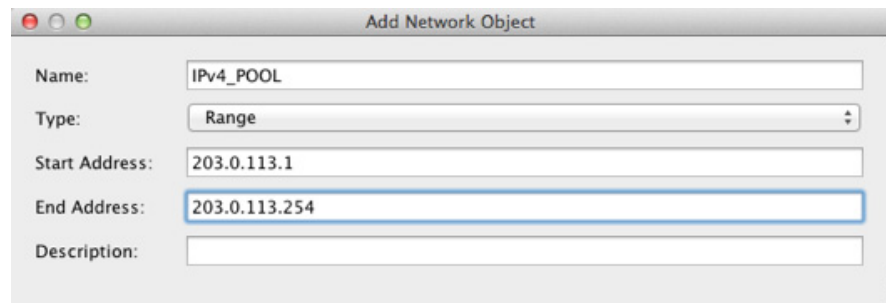 Add Network Object
Name: IPv4_POOL
Type: Range
Start Address: 203.0.113.1
End Address: 203.0.113.254
Description: